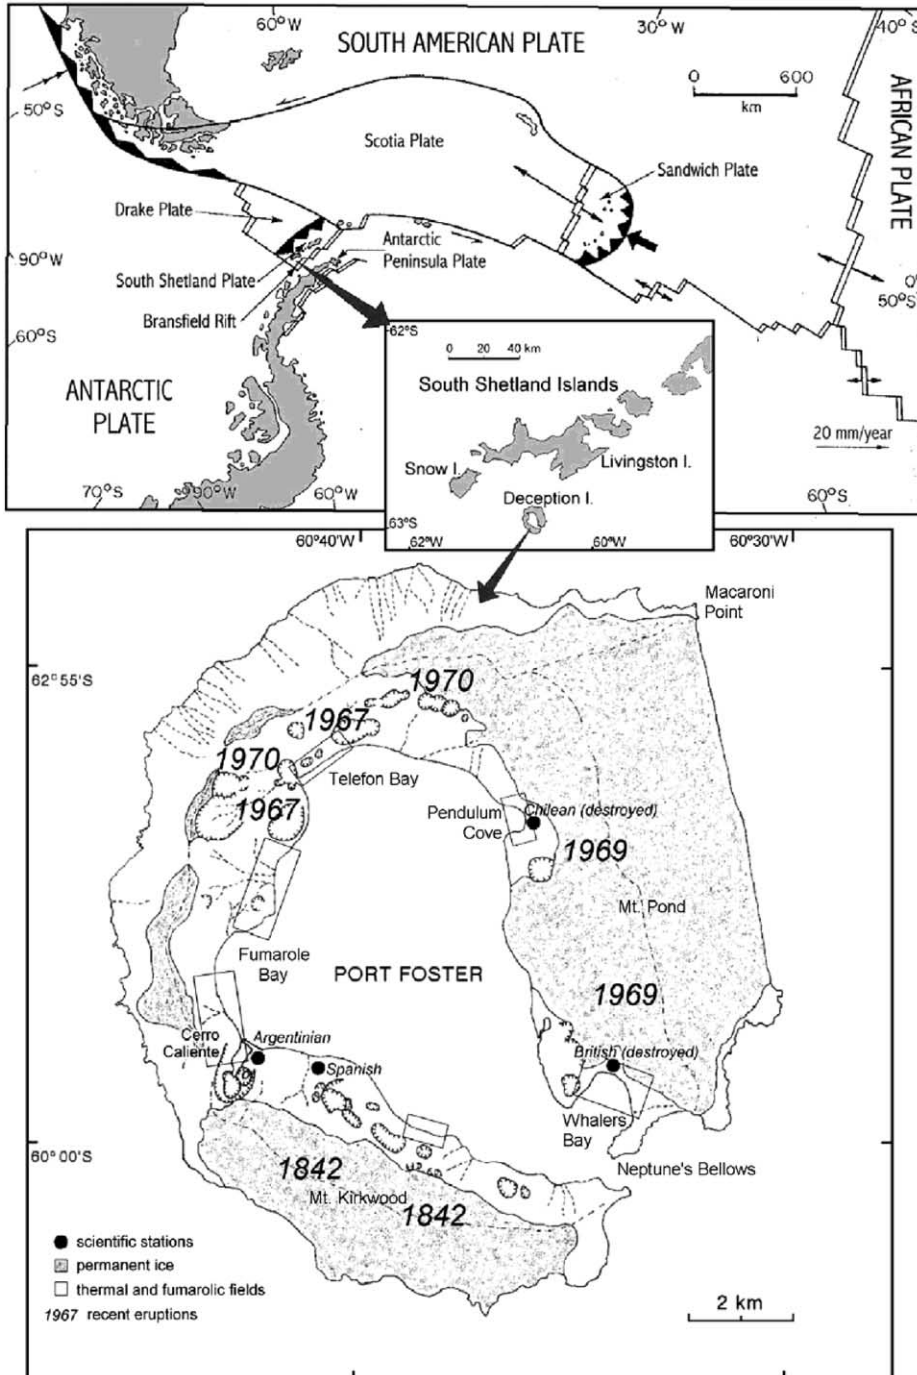 60°W
30°W
40°S
SOUTH AMERICAN PLATE
0 600
km
AFRICAN PLATE
50°S
Scotia Plate
Sandwich Plate
Drake Plate
Antarctic
Peninsula Plate
90°W
South Shetland Plate
Bransfield Rift
0°
50°S
60°S
ANTARCTIC
PLATE
20 mm/year
70°S
90°W
60°W
60°S
62°S
0 20 40 km
South Shetland Islands
Snow I.
Livingston I.
Deception I.
63°S
62°W
60°W
60°40'W
60°30'W
Macaroni
Point
62°55'S
1970
1967
1970
Telefon Bay
1967
Pendulum
Cove
Chilean (destroyed)
1969
Mt. Pond
Fumarole
Bay
PORT FOSTER
1969
Cerro
Caliente
Argentinian
Spanish
British (destroyed)
Whalers
Bay
60°00'S
Neptune's Bellows
1842
Mt. Kirkwood
1842
scientific stations
permanent ice
thermal and fumarolic fields
1967 recent eruptions
2 km